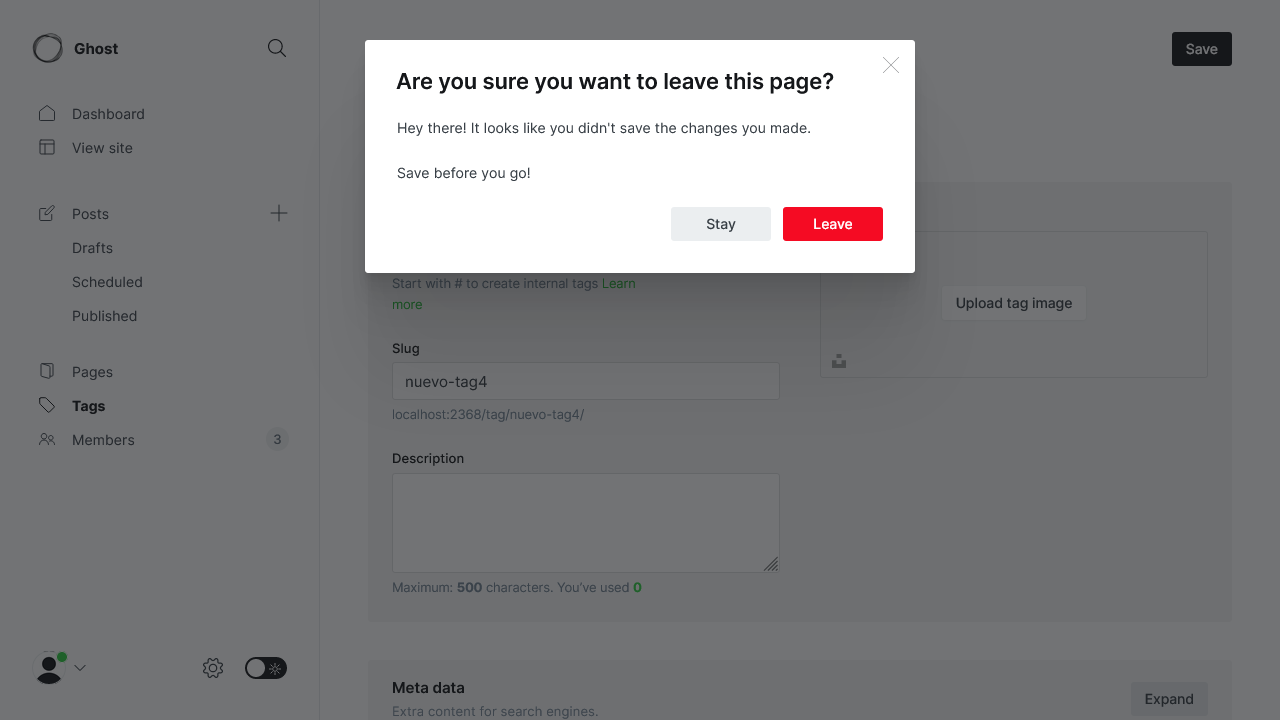 Ghost
Dashboard
View site
Posts
Drafts
Scheduled
Published
Pages
Tags
Members 3
Save
Are you sure you want to leave this page?
Hey there! It looks like you didn't save the changes you made.
Save before you go!
Stay Leave
Start with # to create internal tags Learn
more
Upload tag image
Slug
nuevo-tag4
localhost:2368/tag/nuevo-tag4/
Description
Maximum: 500 characters. You've used 0
Meta data
Extra content for search engines.
Expand